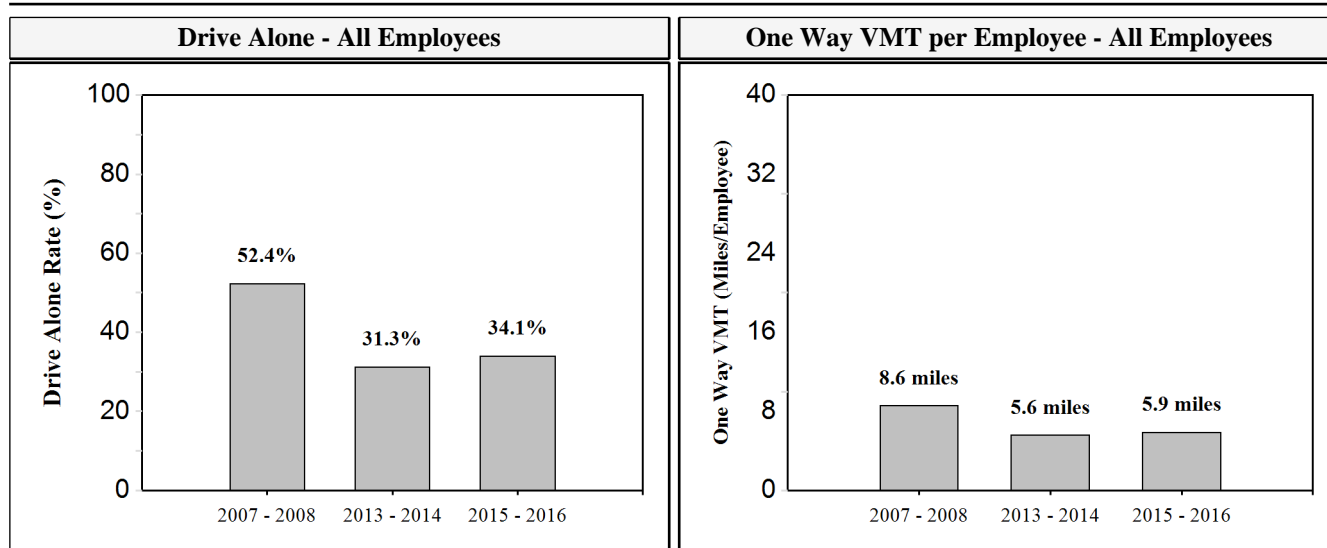 Drive Alone - All Employees
One Way VMT per Employee - All Employees
Drive Alone Rate (%)
100
80
60
40
20
0
52.4%
31.3%
34.1%
2007 - 2008
2013 - 2014
2015 - 2016
One Way VMT (Miles/Employee)
40
32
24
16
8
0
8.6 miles
5.6 miles
5.9 miles
2007 - 2008
2013 - 2014
2015 - 2016